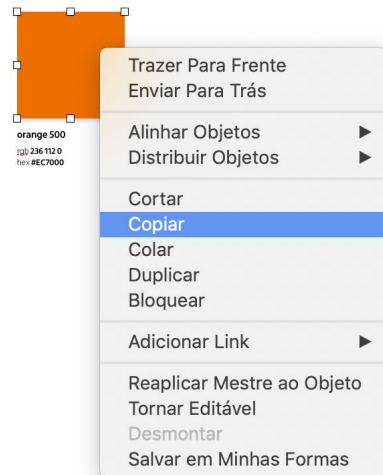 orange 500
rgb 236 112 0
hex #EC7000
Trazer Para Frente
Enviar Para Trás
Alinhar Objetos
Distribuir Objetos
Cortar
Copiar
Colar
Duplicar
Bloquear
Adicionar Link
Reaplicar Mestre ao Objeto
Tornar Editável
Desmontar
Salvar em Minhas Formas